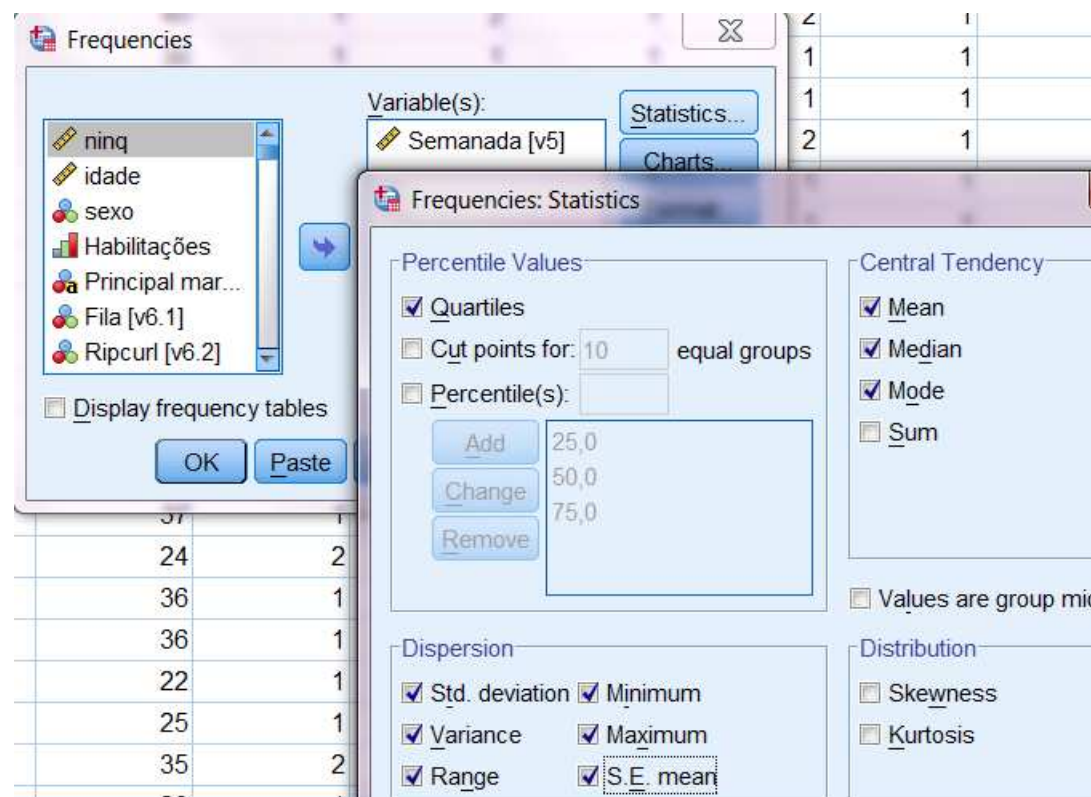 Frequencies
Variable(s):
Statistics...
Semanada [v5]
Charts...
ninq
idade
sexo
Habilitações
Principal mar...
Fila [v6.1]
Ripcurl [v6.2]
Display frequency tables
OK Paste
Frequencies: Statistics
Percentile Values
Quartiles
Cut points for: 10 equal groups
Percentile(s):
Add
Change
Remove
25,0
50,0
75,0
Central Tendency
Mean
Median
Mode
Sum
Values are group mi
Dispersion
Std. deviation Minimum
Variance Maximum
Range S.E. mean
Distribution
Skewness
Kurtosis
2 1
1 1
1 1
2 1
37 1
24 2
36 1
36 1
22 1
25 1
35 2